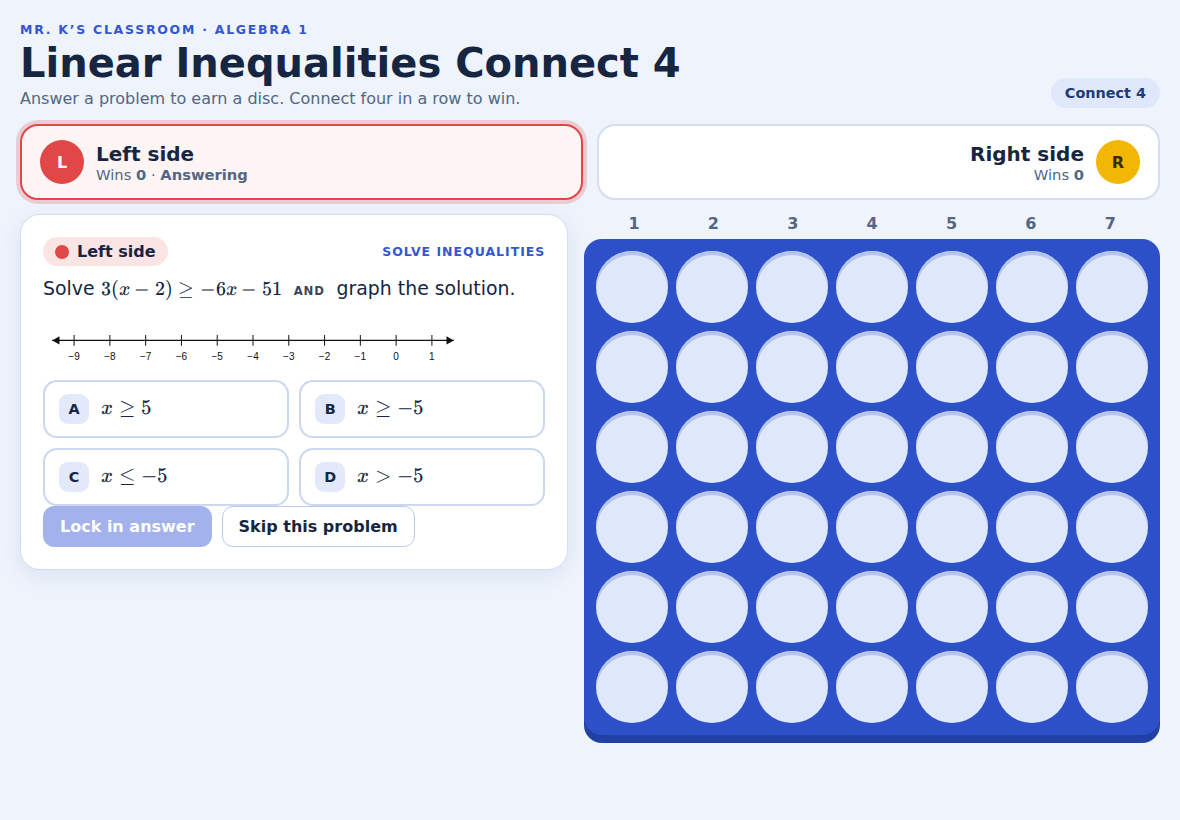 MR. K'S CLASSROOM · ALGEBRA 1
Linear Inequalities Connect 4
Answer a problem to earn a disc. Connect four in a row to win.
Connect 4
L
Left side
Wins 0 · Answering
Right side
Wins 0
R
Left side
SOLVE INEQUALITIES
Solve 3(x − 2) ≥ −6x − 51 AND graph the solution.
−9 −8 −7 −6 −5 −4 −3 −2 −1 0 1
A x ≥ 5
B x ≥ −5
C x ≤ −5
D x > −5
Lock in answer
Skip this problem
1 2 3 4 5 6 7